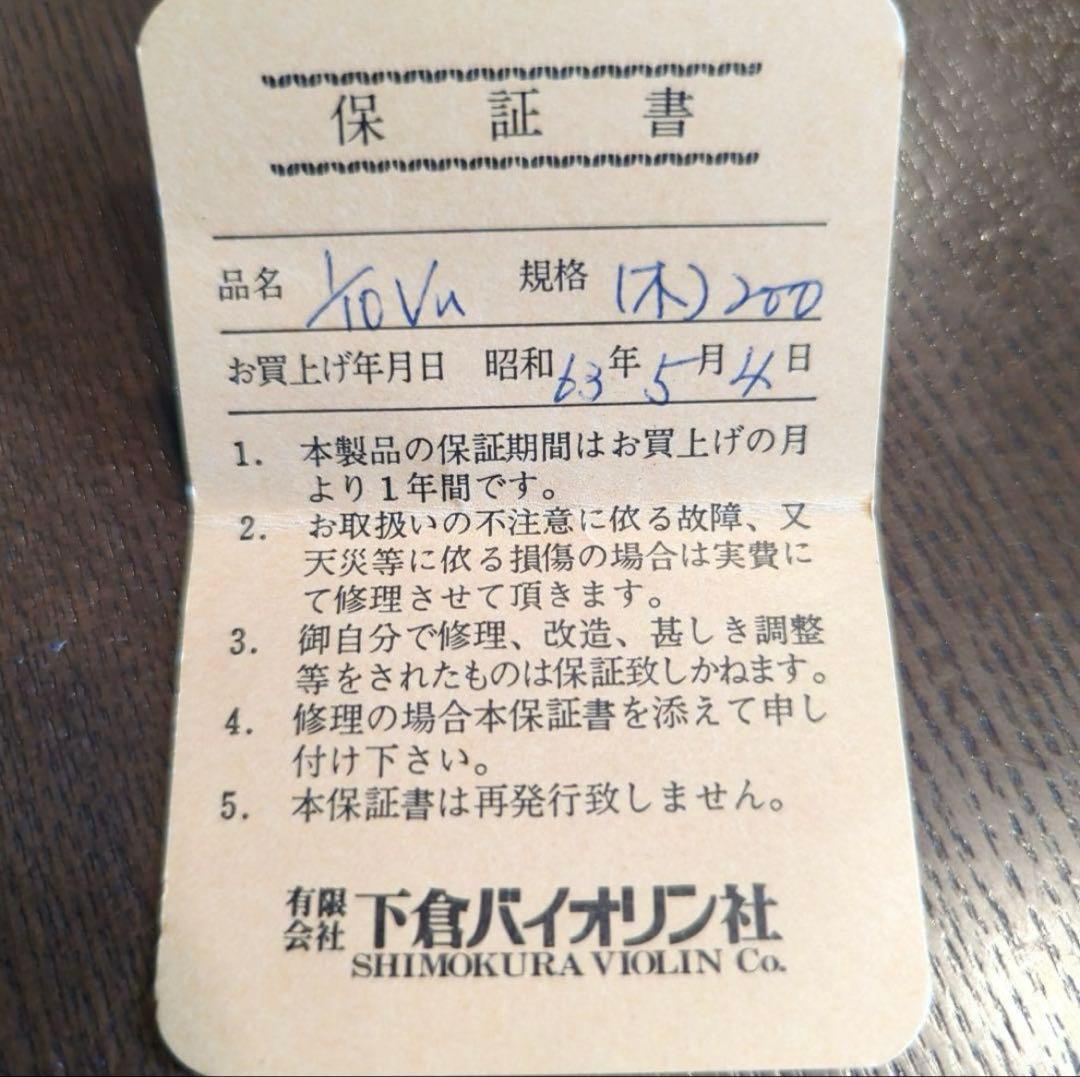 保証書
品名 1/10 Vn 規格 (木) 200
お買上げ年月日 昭和63年5月4日
1. 本製品の保証期間はお買上げの月
より1年間です。
2. お取扱いの不注意に依る故障、又
天災等に依る損傷の場合は実費に
て修理させて頂きます。
3. 御自分で修理、改造、甚しき調整
等をされたものは保証致しかねます。
4. 修理の場合本保証書を添えて申し
付け下さい。
5. 本保証書は再発行致しません。
有限会社 下倉バイオリン社
SHIMOKURA VIOLIN Co.